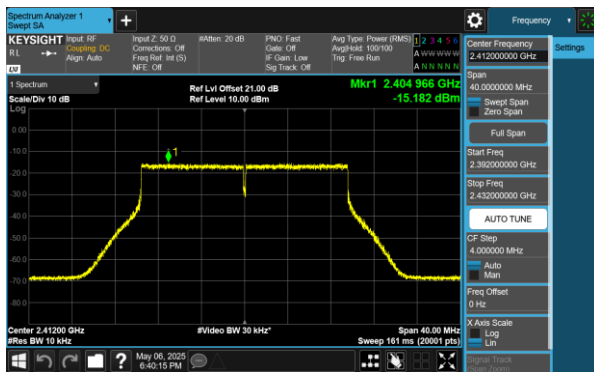 Spectrum Analyzer 1
Swept SA
Frequency
KEYSIGHT
RL
LXI
Input: RF
Coupling: DC
Align: Auto
Input Z: 50 Ω
Corrections: Off
Freq Ref: Int (S)
NFE: Off
#Atten: 20 dB
PNO: Fast
Gate: Off
IF Gain: Low
Sig Track: Off
Avg Type: Power (RMS)
Avg|Hold: 100/100
Trig: Free Run
1 2 3 4 5 6
A WWWWW
A N N N N N
1 Spectrum
Scale/Div 10 dB
Log
Ref Lvl Offset 21.00 dB
Ref Level 10.00 dBm
Mkr1 2.404 966 GHz
-15.182 dBm
1
0.00
-10.0
-20.0
-30.0
-40.0
-50.0
-60.0
-70.0
-80.0
Center 2.41200 GHz
#Res BW 10 kHz
#Video BW 30 kHz*
Span 40.00 MHz
Sweep 161 ms (20001 pts)
May 06, 2025
6:40:15 PM
Center Frequency
2.412000000 GHz
Span
40.0000000 MHz
Swept Span
Zero Span
Full Span
Start Freq
2.392000000 GHz
Stop Freq
2.432000000 GHz
AUTO TUNE
CF Step
4.000000 MHz
Auto
Man
Freq Offset
0 Hz
X Axis Scale
Log
Lin
Signal Track
(Span Zoom)
Settings